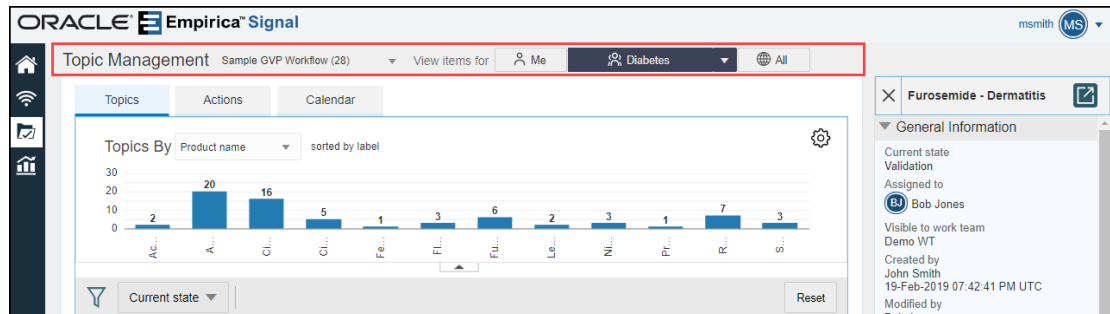 ORACLE® Empirica™ Signal
msmith MS
Topic Management Sample GVP Workflow (28) View items for Me Diabetes All
Topics Actions Calendar
Topics By Product name sorted by label
30
20
10
0
2 20 16 5 1 3 6 2 3 1 7 3
Ac... A... Ci... Ci... Fe... Fl... Fu... Le... Ni... Pr... R... S...
Current state Reset
Furosemide - Dermatitis
General Information
Current state
Validation
Assigned to
BJ Bob Jones
Visible to work team
Demo WT
Created by
John Smith
19-Feb-2019 07:42:41 PM UTC
Modified by